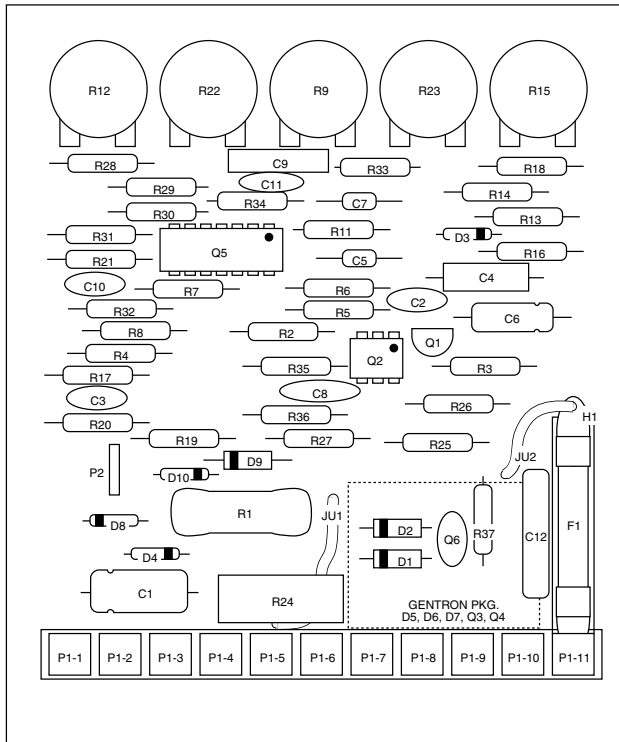 R12 R22 R9 R23 R15
R28 C9 R33 R18
R29 C11 R14
R30 R34 C7 R13
R31 Q5 R11 D3
R21 C5 R16
C10 R7 R6 C2 C4
R32 R5 C6
R8 R2 Q1
R4 Q2
R17 R35 R3
C3 C8 R26
R20 R36 H1
R19 R27 R25
P2 D9 JU2
D10
R1 JU1
D8 D2 Q6 R37 C12 F1
D4 D1
C1 R24 GENTRON PKG.
D5, D6, D7, Q3, Q4
P1-1 P1-2 P1-3 P1-4 P1-5 P1-6 P1-7 P1-8 P1-9 P1-10 P1-11